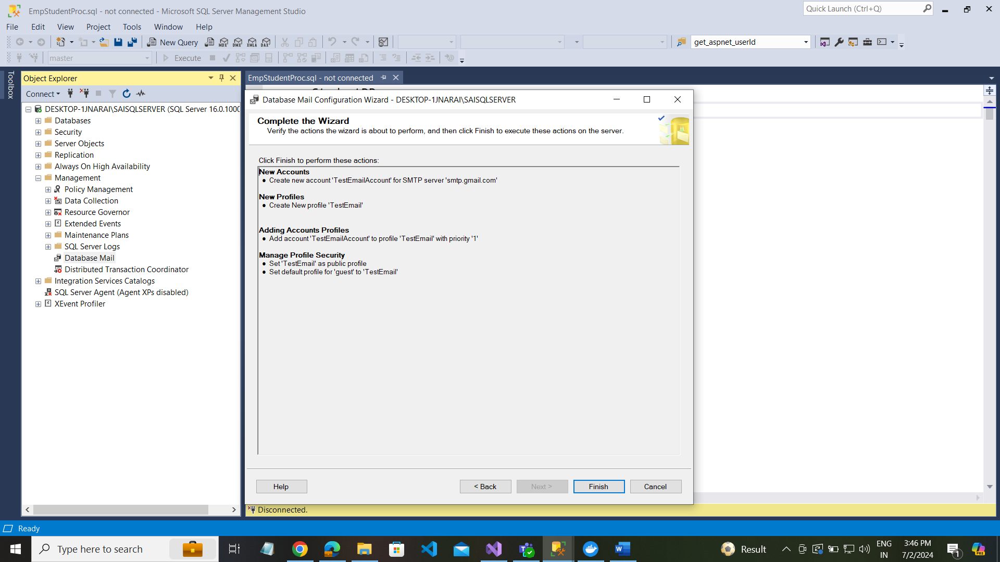 EmpStudentProc.sql - not connected - Microsoft SQL Server Management Studio
Quick Launch (Ctrl+Q)
File Edit View Project Tools Window Help
New Query MDX DMX XMLA DAX get_aspnet_userId
master Execute
Toolbox
Object Explorer
Connect
DESKTOP-1JNARAI\SAISQLSERVER (SQL Server 16.0.1000
Databases
Security
Server Objects
Replication
Always On High Availability
Management
Policy Management
Data Collection
Resource Governor
Extended Events
Maintenance Plans
SQL Server Logs
Database Mail
Distributed Transaction Coordinator
Integration Services Catalogs
SQL Server Agent (Agent XPs disabled)
XEvent Profiler
EmpStudentProc.sql - not connected
Database Mail Configuration Wizard - DESKTOP-1JNARAI\SAISQLSERVER
Complete the Wizard
Verify the actions the wizard is about to perform, and then click Finish to execute these actions on the server.
Click Finish to perform these actions:
New Accounts
• Create new account 'TestEmailAccount' for SMTP server 'smtp.gmail.com'
New Profiles
• Create New profile 'TestEmail'
Adding Accounts Profiles
• Add account 'TestEmailAccount' to profile 'TestEmail' with priority '1'
Manage Profile Security
• Set 'TestEmail' as public profile
• Set default profile for 'guest' to 'TestEmail'
Help < Back Next > Finish Cancel
Disconnected.
Ready
Type here to search
Result
ENG
IN
3:46 PM
7/2/2024
1
PRE